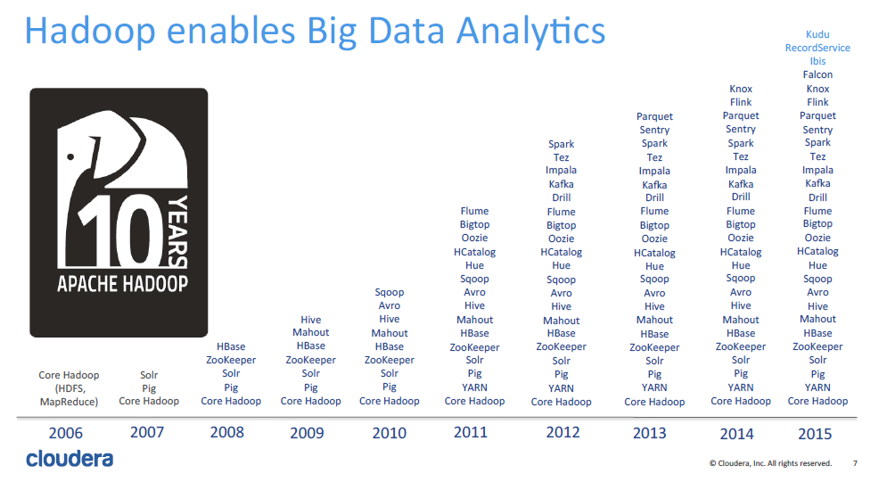 Hadoop enables Big Data Analytics
10
YEARS
APACHE HADOOP
Core Hadoop
(HDFS,
MapReduce)
2006
Solr
Pig
Core Hadoop
2007
HBase
ZooKeeper
Solr
Pig
Core Hadoop
2008
Hive
Mahout
HBase
ZooKeeper
Solr
Pig
Core Hadoop
2009
Sqoop
Avro
Hive
Mahout
HBase
ZooKeeper
Solr
Pig
Core Hadoop
2010
Flume
Bigtop
Oozie
HCatalog
Hue
Sqoop
Avro
Hive
Mahout
HBase
ZooKeeper
Solr
Pig
YARN
Core Hadoop
2011
Spark
Tez
Impala
Kafka
Drill
Flume
Bigtop
Oozie
HCatalog
Hue
Sqoop
Avro
Hive
Mahout
HBase
ZooKeeper
Solr
Pig
YARN
Core Hadoop
2012
Parquet
Sentry
Spark
Tez
Impala
Kafka
Drill
Flume
Bigtop
Oozie
HCatalog
Hue
Sqoop
Avro
Hive
Mahout
HBase
ZooKeeper
Solr
Pig
YARN
Core Hadoop
2013
Knox
Flink
Parquet
Sentry
Spark
Tez
Impala
Kafka
Drill
Flume
Bigtop
Oozie
HCatalog
Hue
Sqoop
Avro
Hive
Mahout
HBase
ZooKeeper
Solr
Pig
YARN
Core Hadoop
2014
Kudu
RecordService
Ibis
Falcon
Knox
Flink
Parquet
Sentry
Spark
Tez
Impala
Kafka
Drill
Flume
Bigtop
Oozie
HCatalog
Hue
Sqoop
Avro
Hive
Mahout
HBase
ZooKeeper
Solr
Pig
YARN
Core Hadoop
2015
cloudera
© Cloudera, Inc. All rights reserved.
7